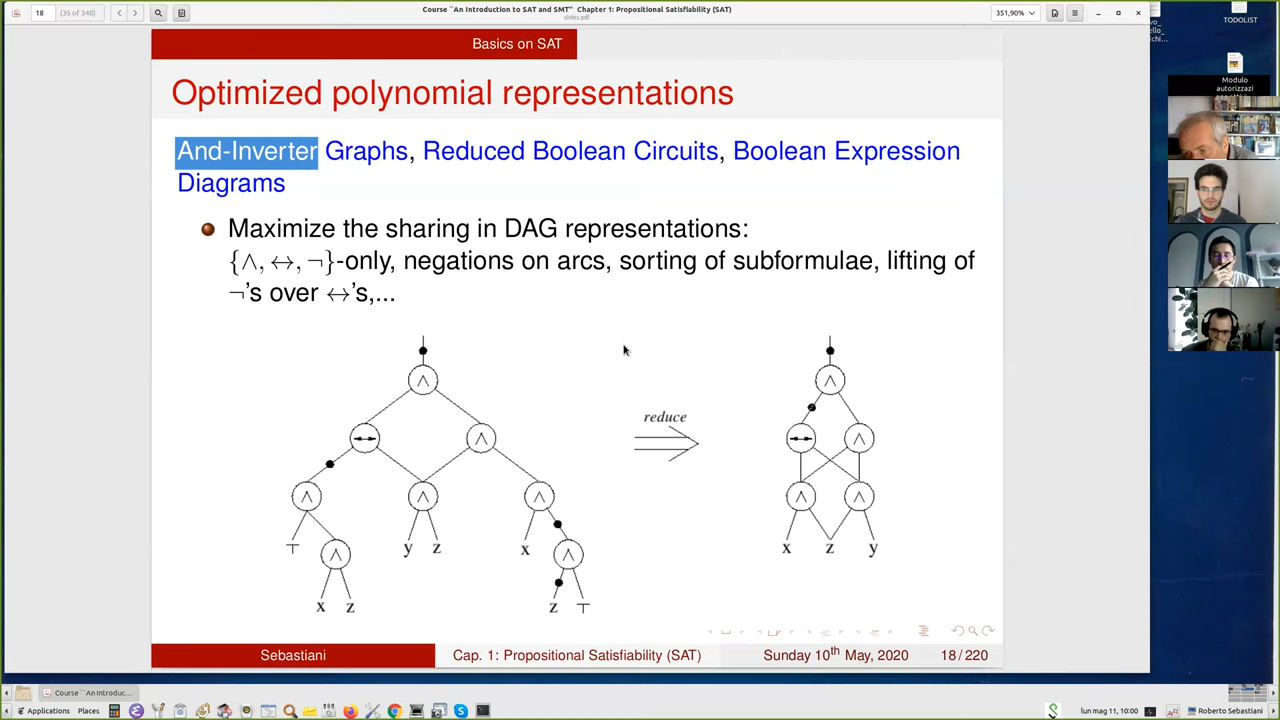 Course ``An Introduction to SAT and SMT'' Chapter 1: Propositional Satisfiability (SAT)
slides.pdf
18 (35 of 340)
351,90%
TODOLIST
Modulo
autorizzazi
Basics on SAT
Optimized polynomial representations
And-Inverter Graphs, Reduced Boolean Circuits, Boolean Expression
Diagrams
Maximize the sharing in DAG representations:
{∧, ↔, ¬}-only, negations on arcs, sorting of subformulae, lifting of
¬'s over ↔'s,...
∧ ∧
reduce
↔ ∧ ↔ ∧
∧ ∧ ∧ ∧ ∧
⊤ y z x x z y
∧ ∧
x z z ⊤
Sebastiani Cap. 1: Propositional Satisfiability (SAT) Sunday 10th May, 2020 18 / 220
Course ``An Introduc...
Applications Places lun mag 11, 10:00 Roberto Sebastiani